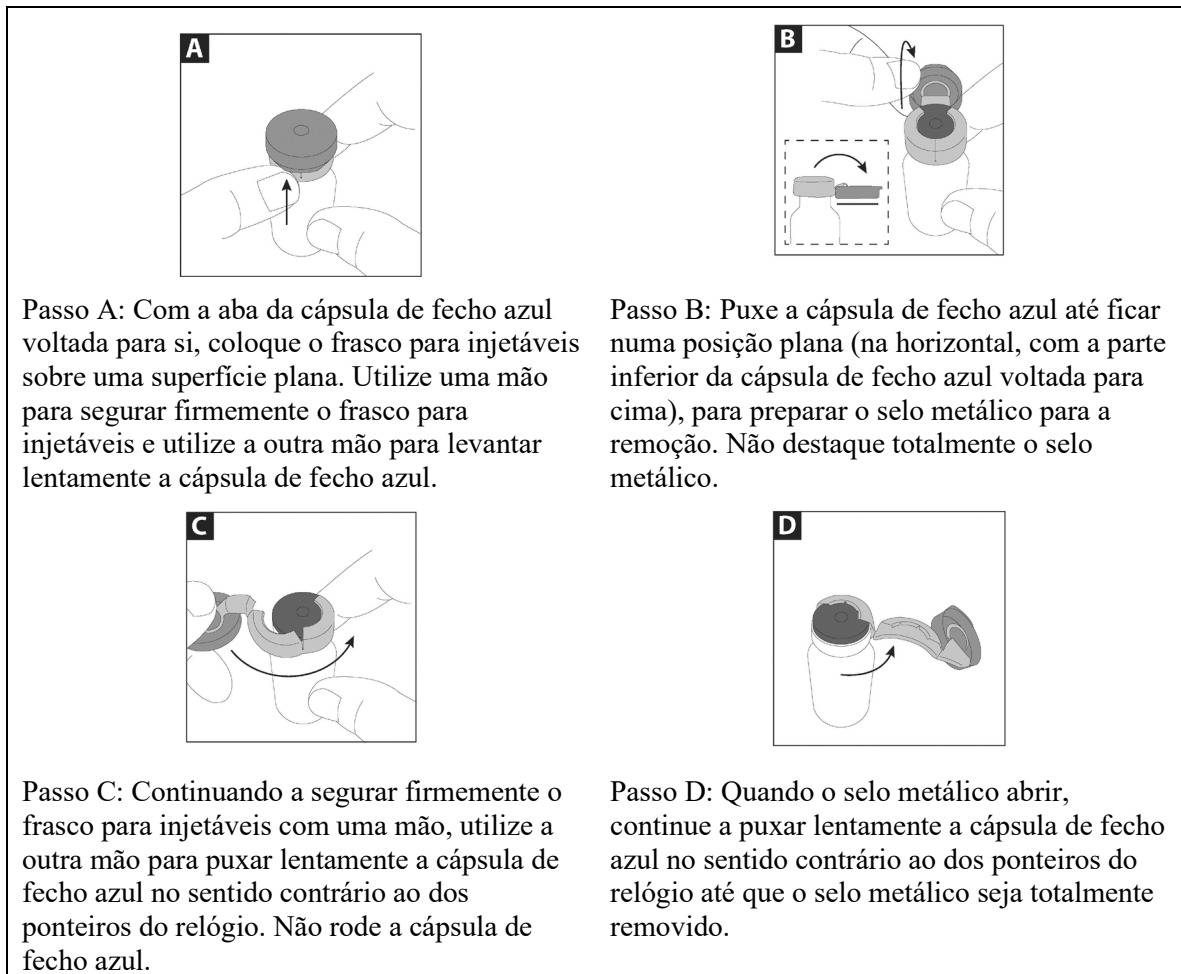 A
Passo A: Com a aba da cápsula de fecho azul
voltada para si, coloque o frasco para injetáveis
sobre uma superfície plana. Utilize uma mão
para segurar firmemente o frasco para
injetáveis e utilize a outra mão para levantar
lentamente a cápsula de fecho azul.
B
Passo B: Puxe a cápsula de fecho azul até ficar
numa posição plana (na horizontal, com a parte
inferior da cápsula de fecho azul voltada para
cima), para preparar o selo metálico para a
remoção. Não destaque totalmente o selo
metálico.
C
Passo C: Continuando a segurar firmemente o
frasco para injetáveis com uma mão, utilize a
outra mão para puxar lentamente a cápsula de
fecho azul no sentido contrário ao dos
ponteiros do relógio. Não rode a cápsula de
fecho azul.
D
Passo D: Quando o selo metálico abrir,
continue a puxar lentamente a cápsula de fecho
azul no sentido contrário ao dos ponteiros do
relógio até que o selo metálico seja totalmente
removido.